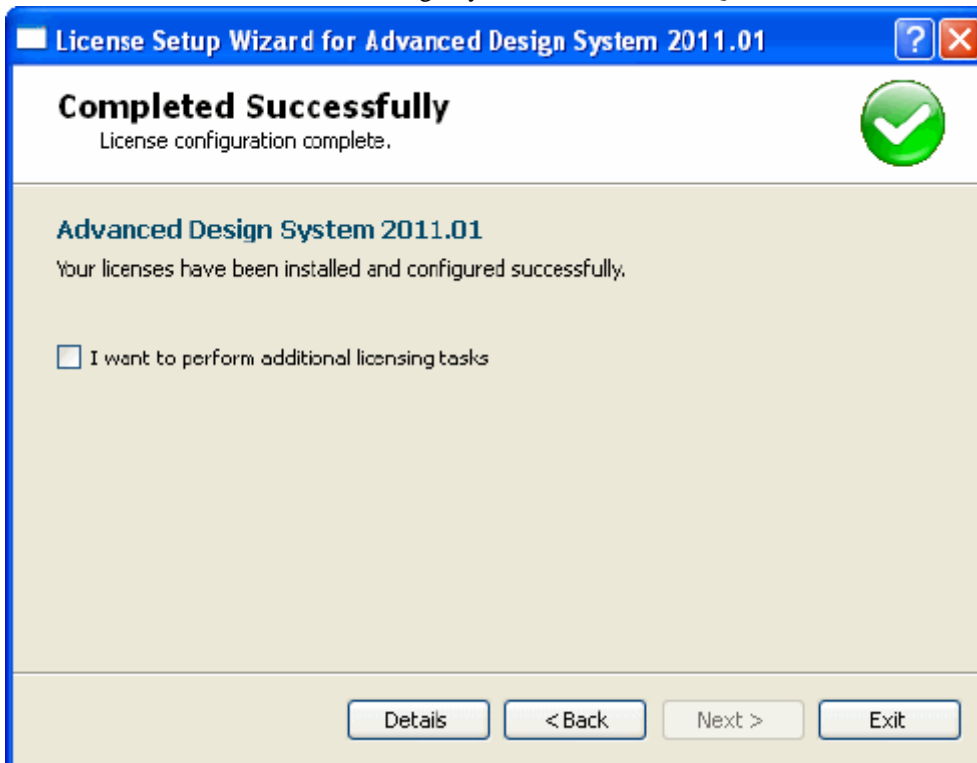 License Setup Wizard for Advanced Design System 2011.01
Completed Successfully
License configuration complete.
Advanced Design System 2011.01
Your licenses have been installed and configured successfully.
I want to perform additional licensing tasks
Details < Back Next > Exit